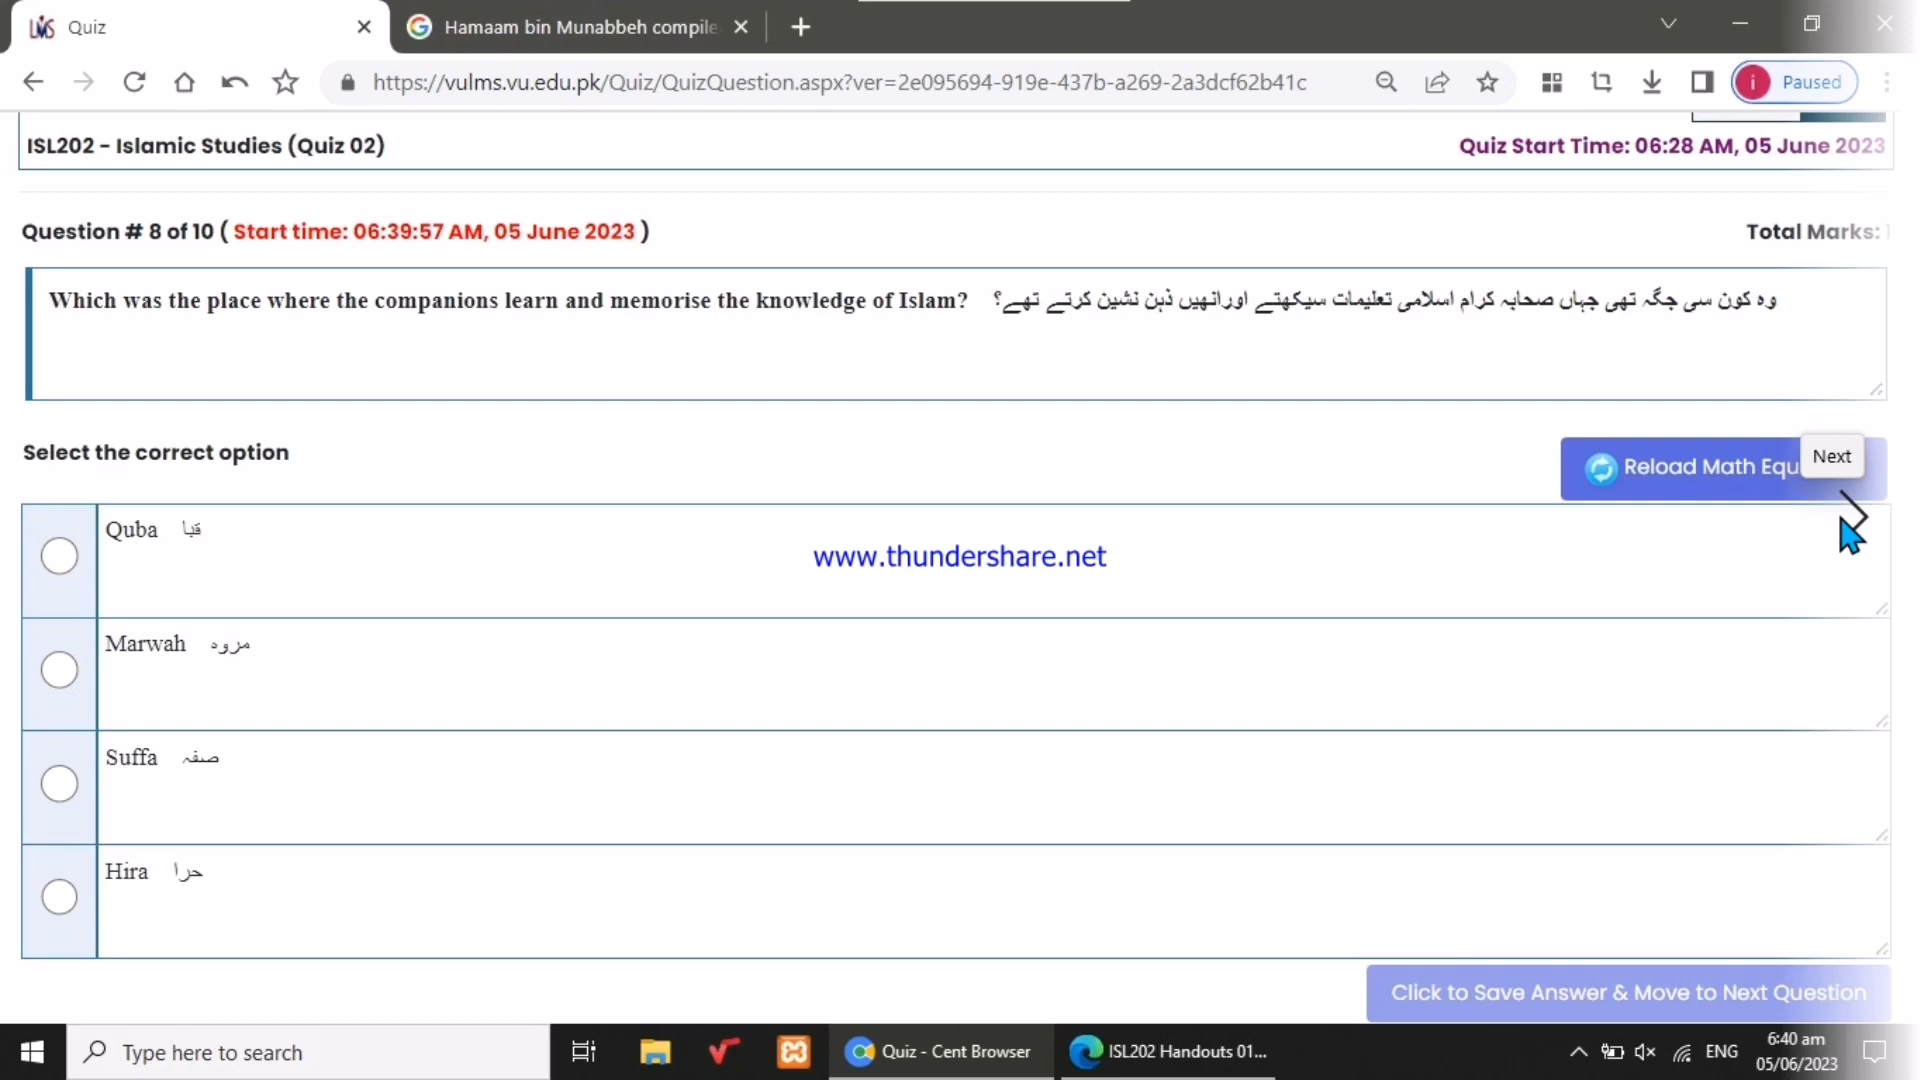 LMS Quiz
Hamaam bin Munabbeh compile
https://vulms.vu.edu.pk/Quiz/QuizQuestion.aspx?ver=2e095694-919e-437b-a269-2a3dcf62b41c
i Paused
ISL202 - Islamic Studies (Quiz 02)
Quiz Start Time: 06:28 AM, 05 June 2023
Question # 8 of 10 ( Start time: 06:39:57 AM, 05 June 2023 )
Total Marks: 1
Which was the place where the companions learn and memorise the knowledge of Islam? وہ کون سی جگہ تھی جہاں صحابہ کرام اسلامی تعلیمات سیکھتے اورانھیں ذہن نشین کرتے تھے؟
Select the correct option
Reload Math Equ
Next
Quba قبا
www.thundershare.net
Marwah مروہ
Suffa صفہ
Hira حرا
Click to Save Answer & Move to Next Question
Type here to search
Quiz - Cent Browser
ISL202 Handouts 01...
ENG
6:40 am
05/06/2023